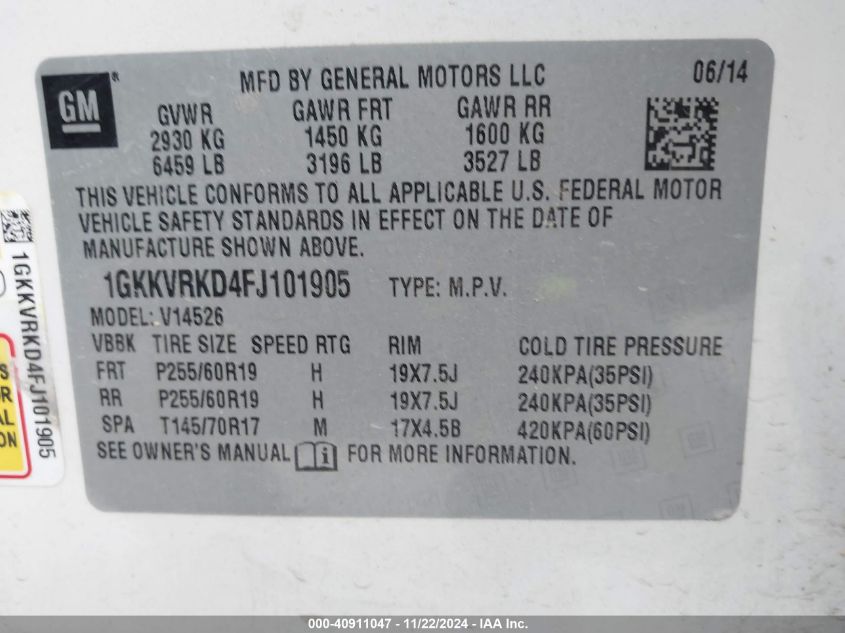 GM®
MFD BY GENERAL MOTORS LLC 06/14
GVWR GAWR FRT GAWR RR
2930 KG 1450 KG 1600 KG
6459 LB 3196 LB 3527 LB
THIS VEHICLE CONFORMS TO ALL APPLICABLE U.S. FEDERAL MOTOR
VEHICLE SAFETY STANDARDS IN EFFECT ON THE DATE OF
MANUFACTURE SHOWN ABOVE.
1GKKVRKD4FJ101905 TYPE: M.P.V.
MODEL: V14526
VBBK TIRE SIZE SPEED RTG RIM COLD TIRE PRESSURE
FRT P255/60R19 H 19X7.5J 240KPA(35PSI)
RR P255/60R19 H 19X7.5J 240KPA(35PSI)
SPA T145/70R17 M 17X4.5B 420KPA(60PSI)
SEE OWNER'S MANUAL FOR MORE INFORMATION.
1GKKVRKD4FJ101905
000-40911047 - 11/22/2024 - IAA Inc.